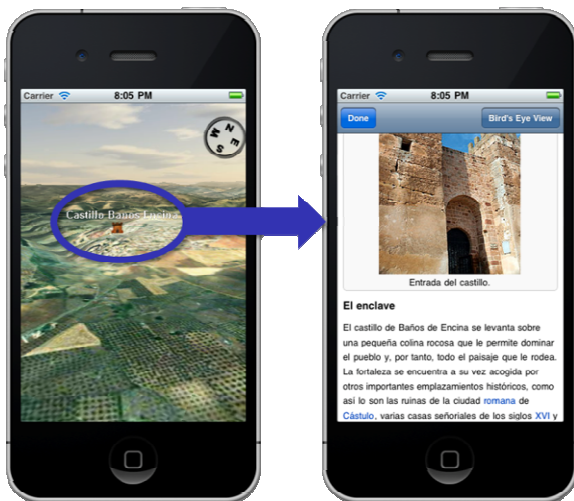 Carrier
8:05 PM
N
E
S
W
Castillo Baños Encina
Carrier
8:05 PM
Done
Bird's Eye View
Entrada del castillo.
El enclave
El castillo de Baños de Encina se levanta sobre
una pequeña colina rocosa que le permite dominar
el pueblo y, por tanto, todo el paisaje que le rodea.
La fortaleza se encuentra a su vez acogida por
otros importantes emplazamientos históricos, como
así lo son las ruinas de la ciudad romana de
Cástulo, varias casas señoriales de los siglos XVI y